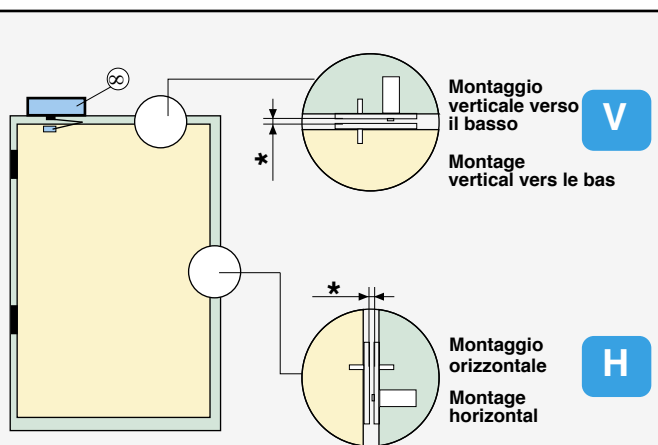 ∞
Montaggio
verticale verso
il basso
V
Montage
vertical vers le bas
*
*
Montaggio
orizzontale
H
Montage
horizontal